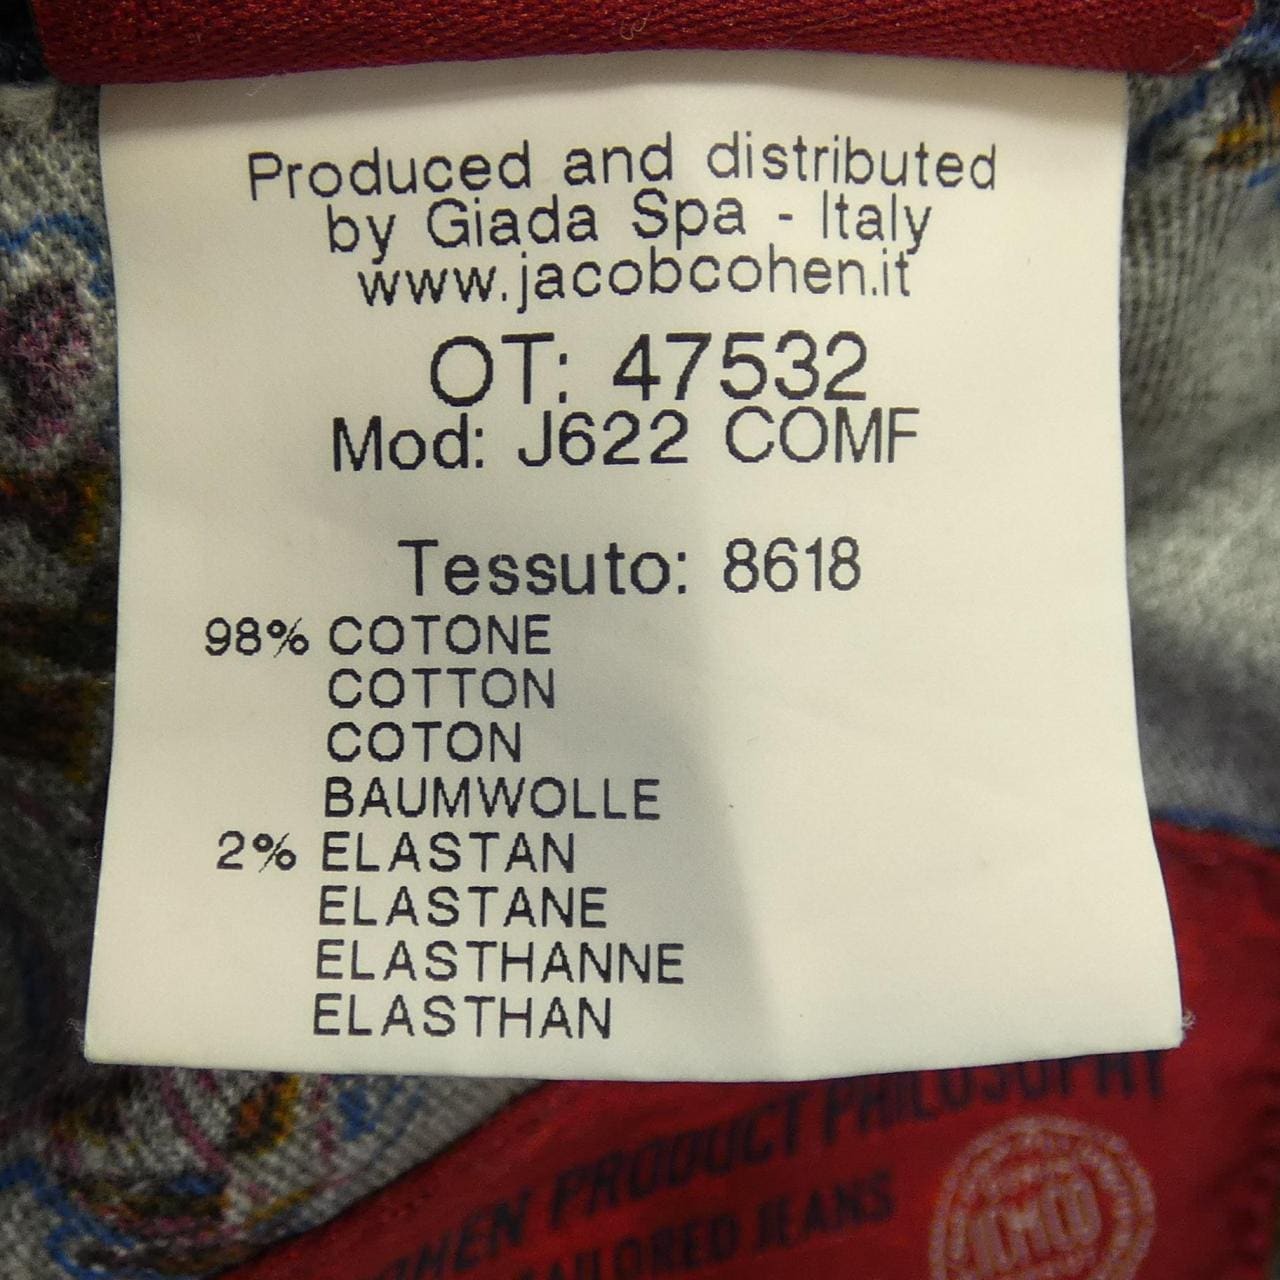 Produced and distributed
by Giada Spa - Italy
www.jacobcohen.it
OT: 47532
Mod: J622 COMF
Tessuto: 8618
98% COTONE
COTTON
COTON
BAUMWOLLE
2% ELASTAN
ELASTANE
ELASTHANNE
ELASTHAN
PRODUCT PHILOSOPHY
TAILORED JEANS